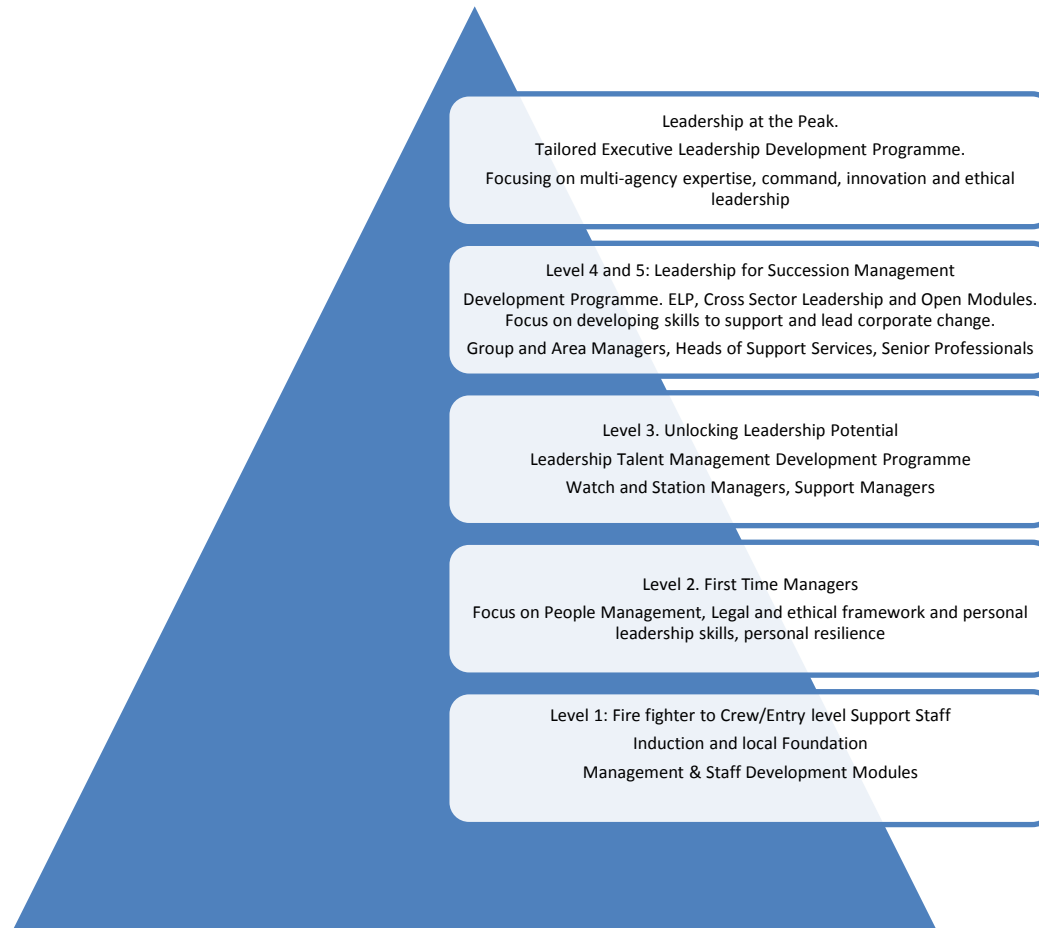 Leadership at the Peak.
Tailored Executive Leadership Development Programme.
Focusing on multi-agency expertise, command, innovation and ethical
leadership
Level 4 and 5: Leadership for Succession Management
Development Programme. ELP, Cross Sector Leadership and Open Modules.
Focus on developing skills to support and lead corporate change.
Group and Area Managers, Heads of Support Services, Senior Professionals
Level 3. Unlocking Leadership Potential
Leadership Talent Management Development Programme
Watch and Station Managers, Support Managers
Level 2. First Time Managers
Focus on People Management, Legal and ethical framework and personal
leadership skills, personal resilience
Level 1: Fire fighter to Crew/Entry level Support Staff
Induction and local Foundation
Management & Staff Development Modules